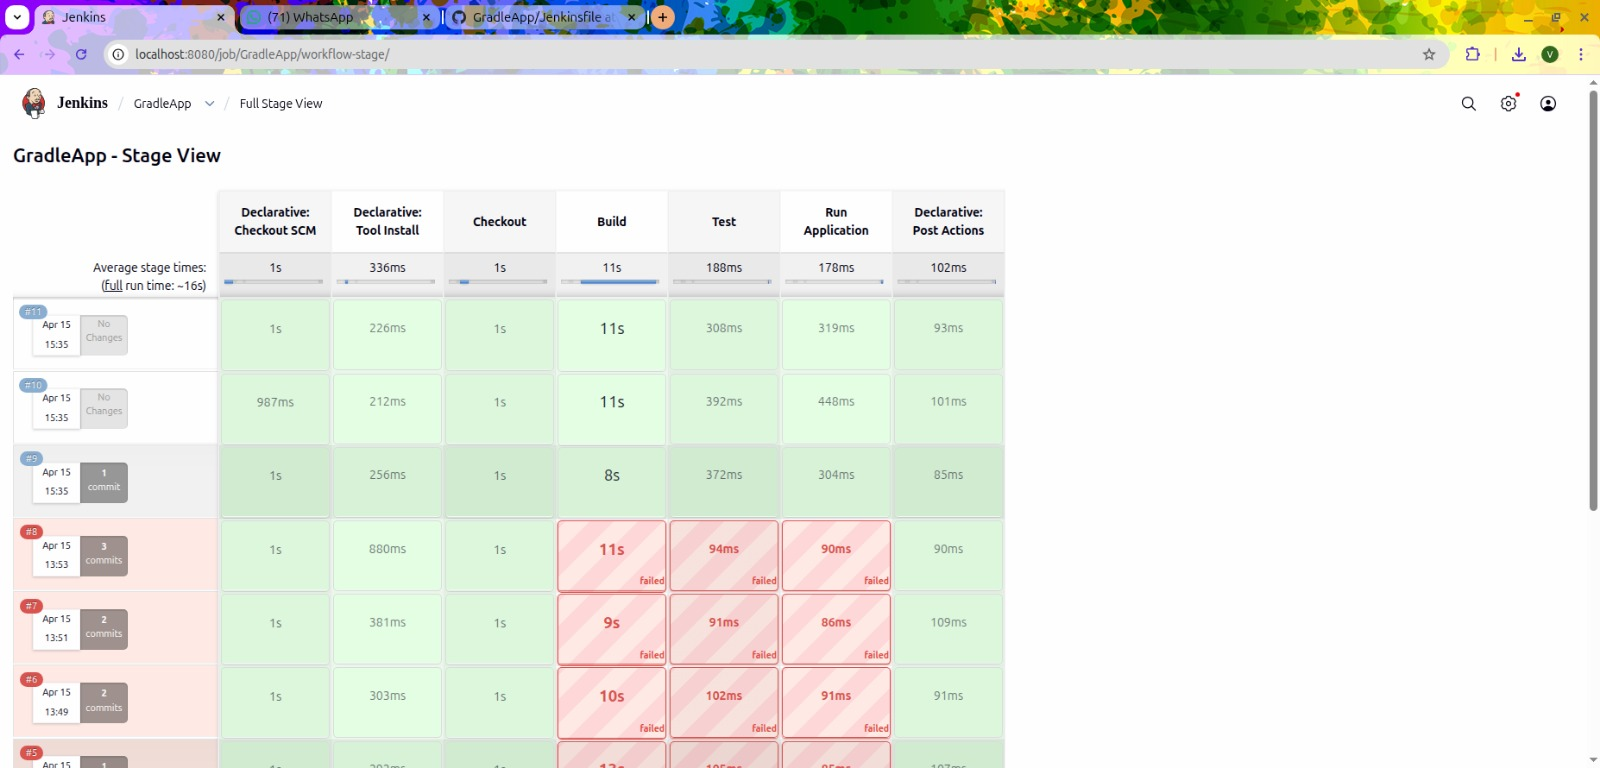 Jenkins
(71) WhatsApp
GradleApp/Jenkinsfile at
localhost:8080/job/GradleApp/workflow-stage/
V
Jenkins / GradleApp / Full Stage View
GradleApp - Stage View
Declarative: Checkout SCM
Declarative: Tool Install
Checkout
Build
Test
Run Application
Declarative: Post Actions
Average stage times:
(full run time: ~16s)
1s 336ms 1s 11s 188ms 178ms 102ms
#11
Apr 15 15:35
No Changes
1s 226ms 1s 11s 308ms 319ms 93ms
#10
Apr 15 15:35
No Changes
987ms 212ms 1s 11s 392ms 448ms 101ms
#9
Apr 15 15:35
1 commit
1s 256ms 1s 8s 372ms 304ms 85ms
#8
Apr 15 13:53
3 commits
1s 880ms 1s 11s 94ms 90ms 90ms
failed failed failed
#7
Apr 15 13:51
2 commits
1s 381ms 1s 9s 91ms 86ms 109ms
failed failed failed
#6
Apr 15 13:49
2 commits
1s 303ms 1s 10s 102ms 91ms 91ms
failed failed failed
#5
Apr 15
1